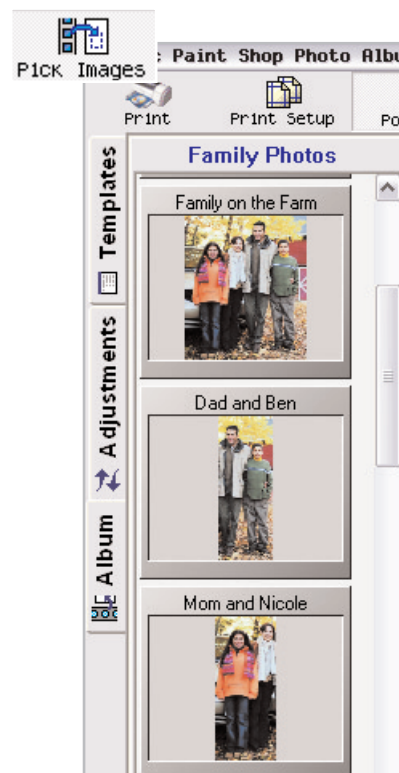 Pick Images
Paint Shop Photo Albu
Print
Print Setup
Po
Family Photos
Templates
Adjustments
Album
Family on the Farm
Dad and Ben
Mom and Nicole